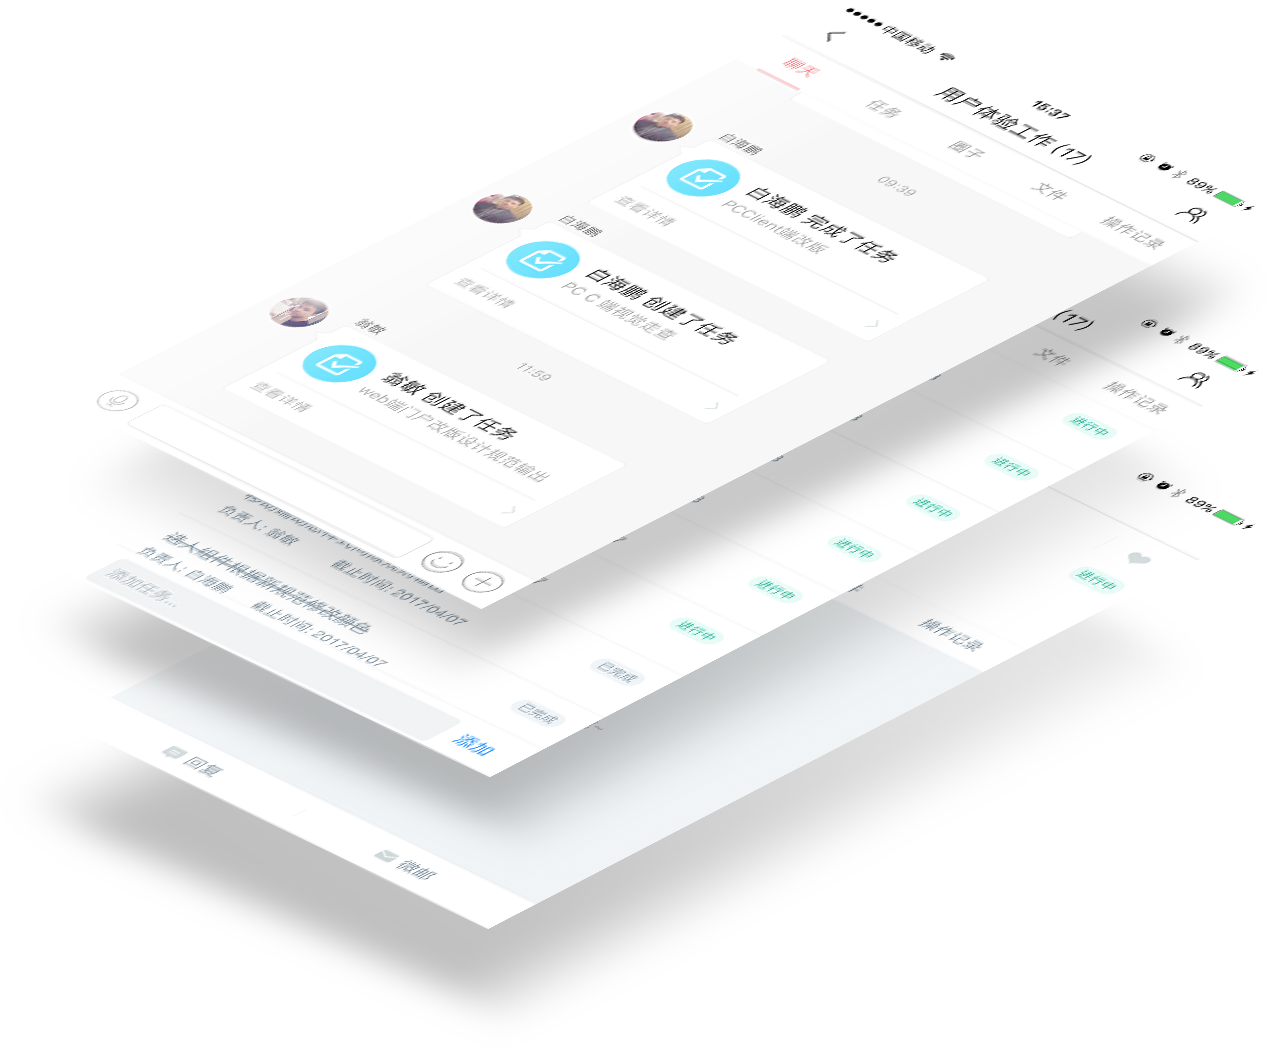 中国移动
15:37
89%
用户体验工作 (17)
聊天
任务
圈子
文件
操作记录
09:39
白海鹏
白海鹏 完成了任务
PCClient端改版
查看详情
白海鹏
白海鹏 创建了任务
PC C 端视觉走查
查看详情
11:59
翁敏
翁敏 创建了任务
web端门户改版设计规范输出
查看详情
89%
(17)
文件
操作记录
进行中
进行中
进行中
进行中
进行中
进行中
已完成
已完成
负责人: 翁敏
截止时间: 2017/04/07
选人组件根据新规范修改颜色
负责人: 白海鹏
截止时间: 2017/04/07
添加任务...
添加
89%
进行中
操作记录
回复
微邮